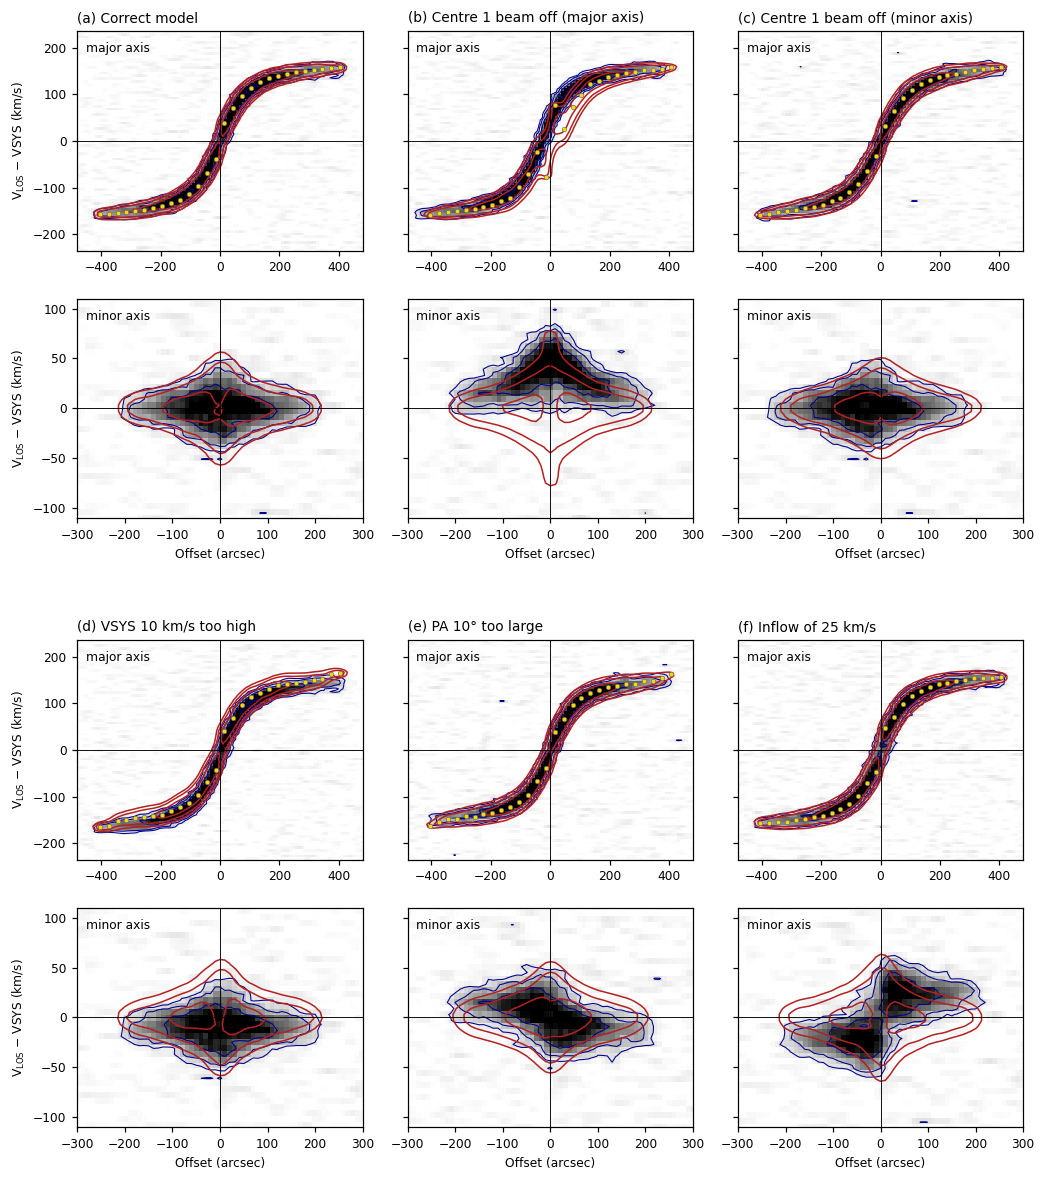 (a) Correct model
(b) Centre 1 beam off (major axis)
(c) Centre 1 beam off (minor axis)
major axis
major axis
major axis
V_LOS − VSYS (km/s)
200
100
0
−100
−200
−400 −200 0 200 400
−400 −200 0 200 400
−400 −200 0 200 400
minor axis
minor axis
minor axis
V_LOS − VSYS (km/s)
100
50
0
−50
−100
−300 −200 −100 0 100 200 300
−300 −200 −100 0 100 200 300
−300 −200 −100 0 100 200 300
Offset (arcsec)
Offset (arcsec)
Offset (arcsec)
(d) VSYS 10 km/s too high
(e) PA 10° too large
(f) Inflow of 25 km/s
major axis
major axis
major axis
V_LOS − VSYS (km/s)
200
100
0
−100
−200
−400 −200 0 200 400
−400 −200 0 200 400
−400 −200 0 200 400
minor axis
minor axis
minor axis
V_LOS − VSYS (km/s)
100
50
0
−50
−100
−300 −200 −100 0 100 200 300
−300 −200 −100 0 100 200 300
−300 −200 −100 0 100 200 300
Offset (arcsec)
Offset (arcsec)
Offset (arcsec)